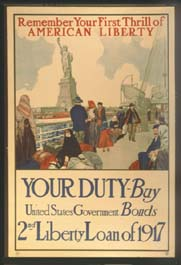 Remember Your First Thrill of
AMERICAN LIBERTY
YOUR DUTY-Buy
United States Government Bonds
2nd Liberty Loan of 1917